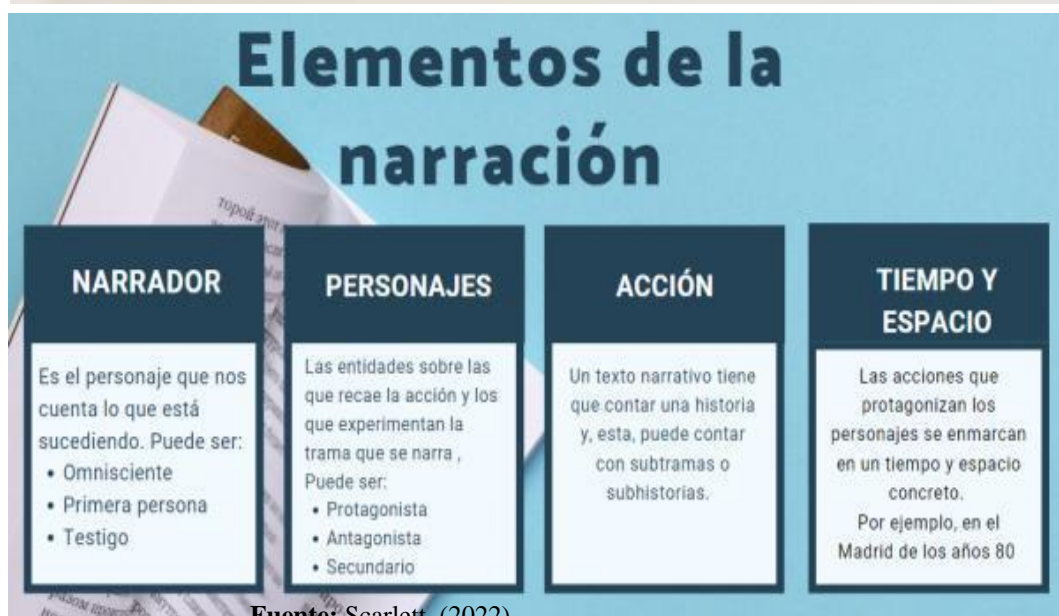 Elementos de la
narración
NARRADOR
Es el personaje que nos
cuenta lo que está
sucediendo. Puede ser:
• Omnisciente
• Primera persona
• Testigo
PERSONAJES
Las entidades sobre las
que recae la acción y los
que experimentan la
trama que se narra ,
Puede ser:
• Protagonista
• Antagonista
• Secundario
ACCIÓN
Un texto narrativo tiene
que contar una historia
y, esta, puede contar
con subtramas o
subhistorias.
TIEMPO Y
ESPACIO
Las acciones que
protagonizan los
personajes se enmarcan
en un tiempo y espacio
concreto.
Por ejemplo, en el
Madrid de los años 80
Fuente: Scarlett, (2022)